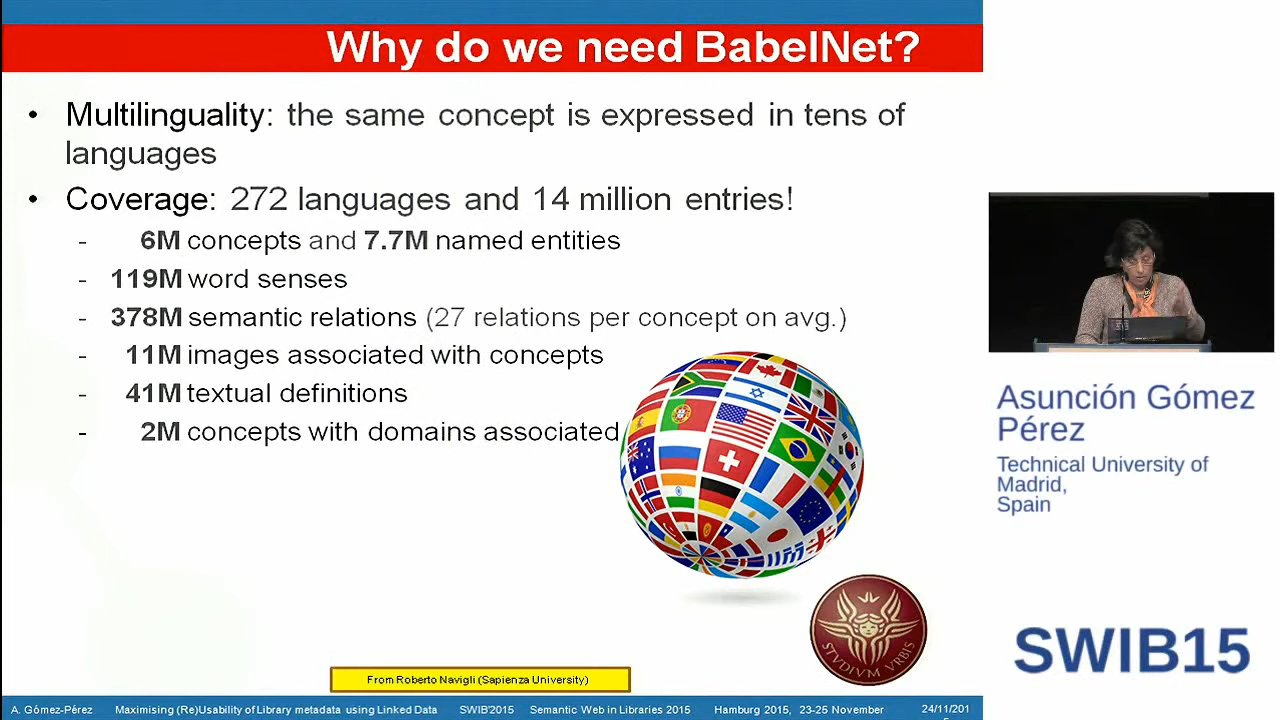 Why do we need BabelNet?
• Multilinguality: the same concept is expressed in tens of
languages
• Coverage: 272 languages and 14 million entries!
- 6M concepts and 7.7M named entities
- 119M word senses
- 378M semantic relations (27 relations per concept on avg.)
- 11M images associated with concepts
- 41M textual definitions
- 2M concepts with domains associated
STVDIVM VRBIS
From Roberto Navigli (Sapienza University)
A. Gómez-Pérez Maximising (Re)Usability of Library metadata using Linked Data SWIB'2015 Semantic Web in Libraries 2015 Hamburg 2015, 23-25 November 24/11/201
5
Asunción Gómez
Pérez
Technical University of
Madrid,
Spain
SWIB15